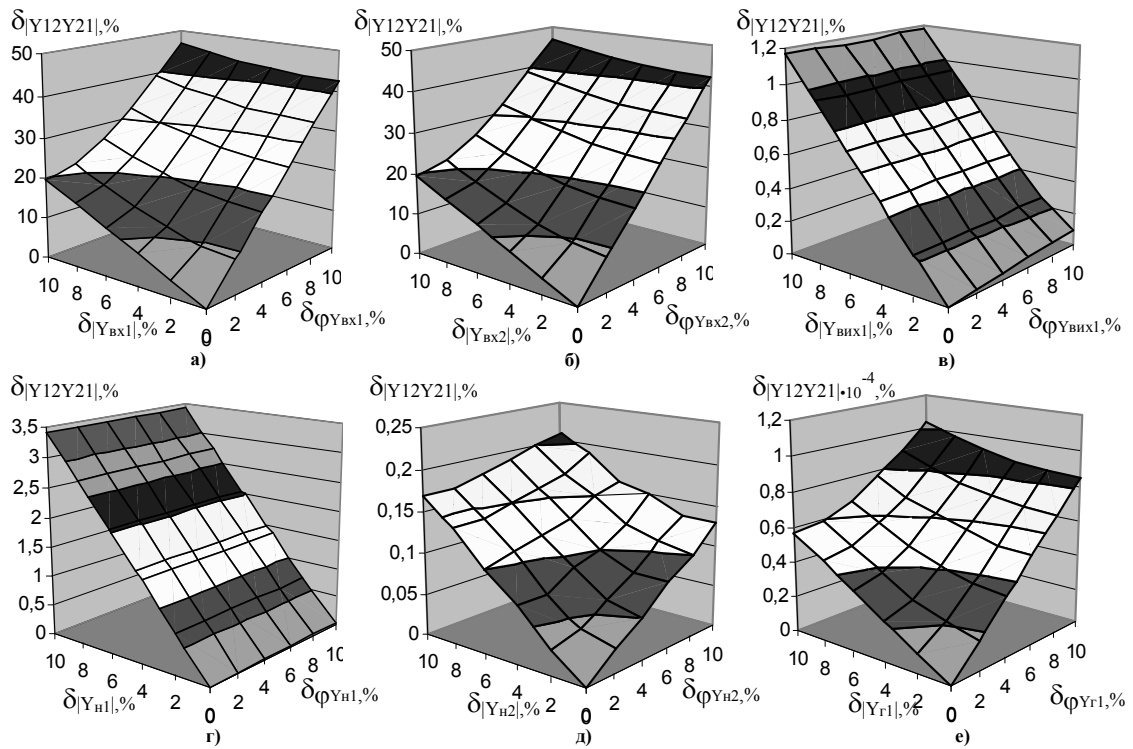 δ|Y12Y21|,% δ|Y12Y21|,% δ|Y12Y21|,%
50 50 1,2
40 40 1
30 30 0,8
20 20 0,6
10 10 0,4
0 0 0,2
0
10 8 6 4 2 0 10 8 6 4 2 0 10 8 6 4 2 0
0 2 4 6 8 10 0 2 4 6 8 10 0 2 4 6 8 10
δ|Yвх1|,% δφYвх1,% δ|Yвх2|,% δφYвх2,% δ|Yвих1|,% δφYвих1,%
а) б) в)
δ|Y12Y21|,% δ|Y12Y21|,% δ|Y12Y21|•10-4,%
3,5 0,25 1,2
3 0,2 1
2,5 0,15 0,8
2 0,1 0,6
1,5 0,05 0,4
1 0 0,2
0,5 0
0
10 8 6 4 2 0 10 8 6 4 2 0 10 8 6 4 2 0
0 2 4 6 8 10 0 2 4 6 8 10 0 2 4 6 8 10
δ|Yн1|,% δφYн1,% δ|Yн2|,% δφYн2,% δ|Yг1|,% δφYг1,%
г) д) е)